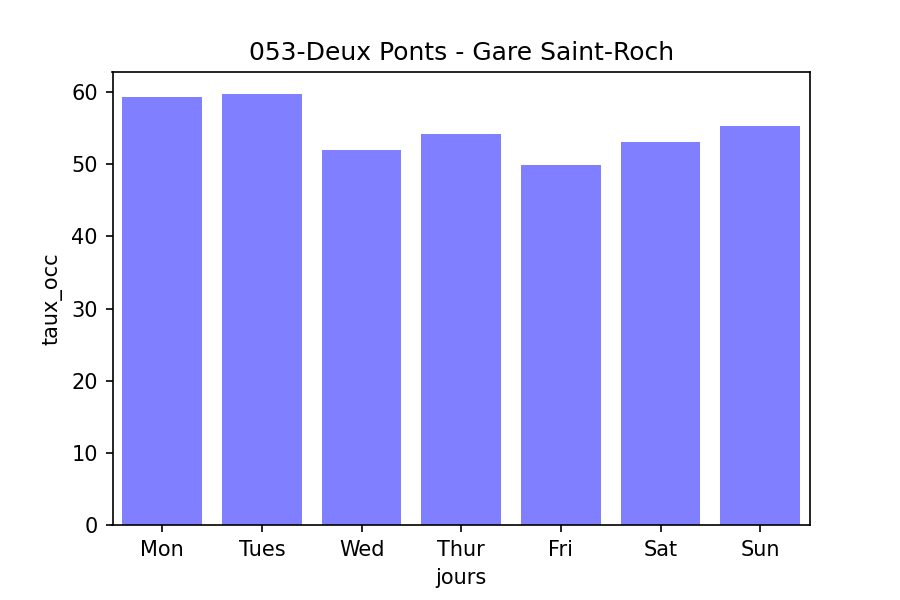 053-Deux Ponts - Gare Saint-Roch
60
50
40
30
20
10
0
taux_occ
Mon Tues Wed Thur Fri Sat Sun
jours